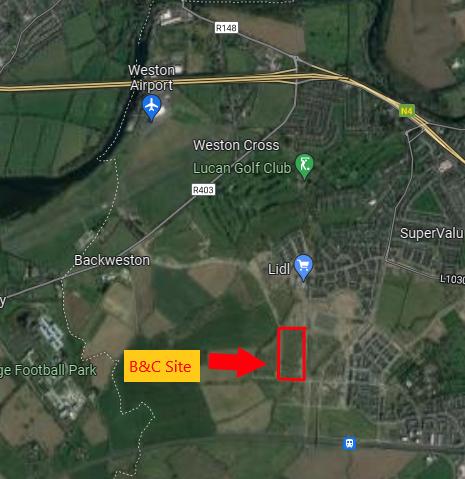 R148
Weston
Airport
N4
Weston Cross
Lucan Golf Club
R403
SuperValu
Backweston
Lidl
L1030
y
ge Football Park
B&C Site